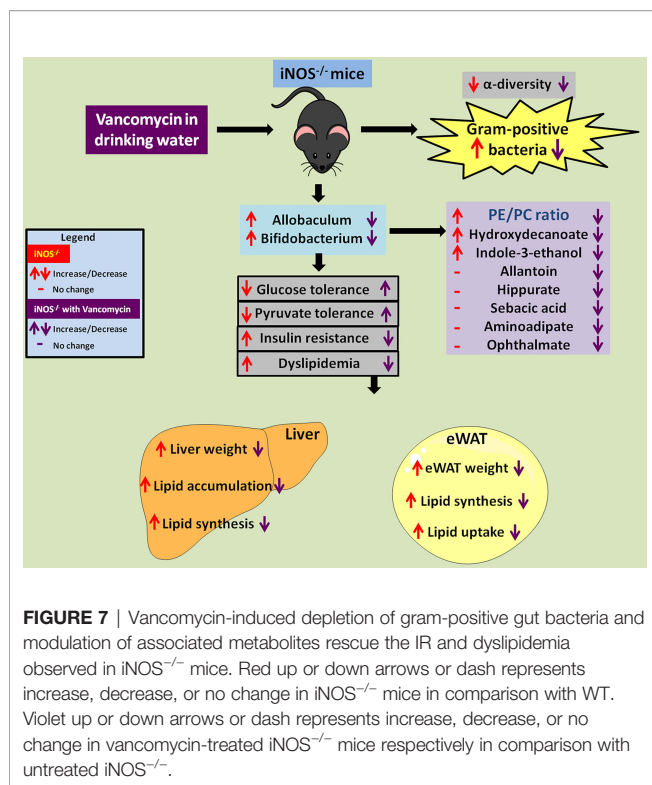 iNOS-/- mice
Vancomycin in
drinking water
↓ α-diversity ↓
Gram-positive
↑ bacteria ↓
↑ Allobaculum ↓
↑ Bifidobacterium ↓
↑ PE/PC ratio ↓
↑ Hydroxydecanoate ↓
↑ Indole-3-ethanol ↓
- Allantoin ↓
- Hippurate ↓
- Sebacic acid ↓
- Aminoadipate ↓
- Ophthalmate ↓
Legend
iNOS-/-
↑↓ Increase/Decrease
- No change
iNOS-/- with Vancomycin
↑↓ Increase/Decrease
- No change
↓ Glucose tolerance ↑
↓ Pyruvate tolerance ↑
↑ Insulin resistance ↓
↑ Dyslipidemia ↓
Liver
↑ Liver weight ↓
↑ Lipid accumulation ↓
↑ Lipid synthesis ↓
eWAT
↑ eWAT weight ↓
↑ Lipid synthesis ↓
↑ Lipid uptake ↓
FIGURE 7 | Vancomycin-induced depletion of gram-positive gut bacteria and
modulation of associated metabolites rescue the IR and dyslipidemia
observed in iNOS−/− mice. Red up or down arrows or dash represents
increase, decrease, or no change in iNOS−/− mice in comparison with WT.
Violet up or down arrows or dash represents increase, decrease, or no
change in vancomycin-treated iNOS−/− mice respectively in comparison with
untreated iNOS−/−.